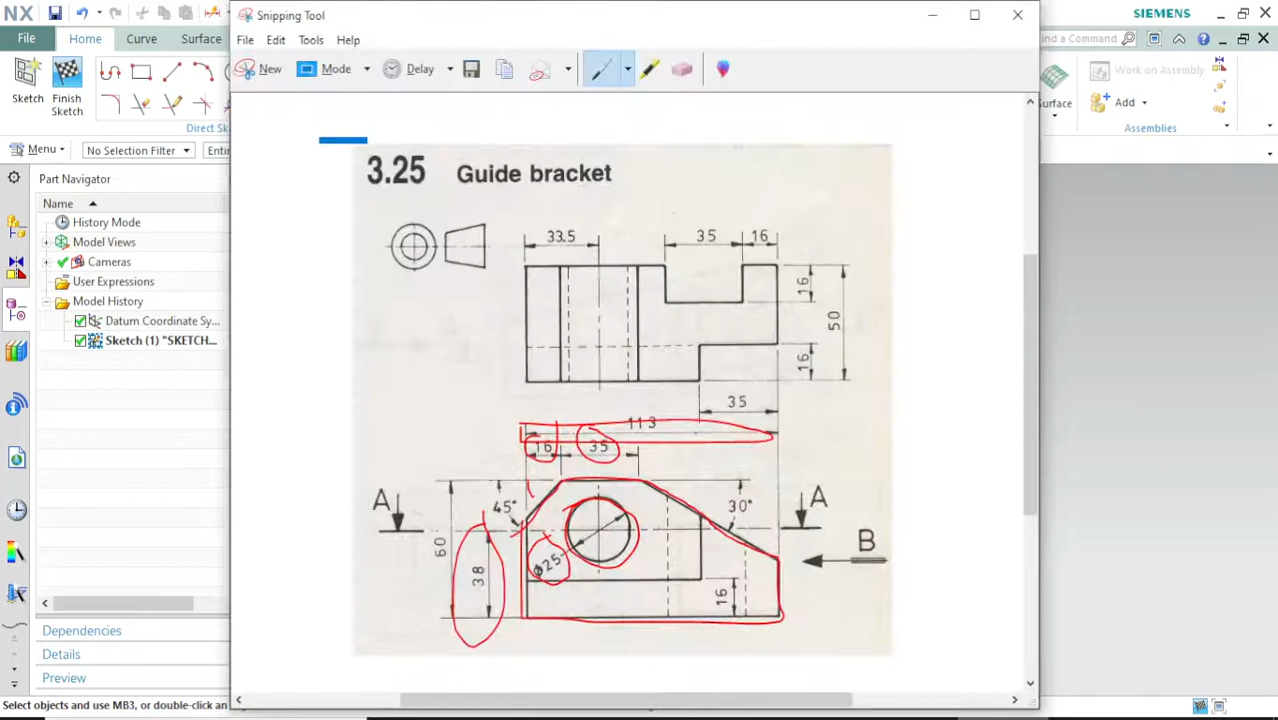 NX
SIEMENS
Snipping Tool
File Home Curve Surface
File Edit Tools Help
ind a Command
New Mode Delay
Sketch Finish Sketch
Surface
Work on Assembly
Add
Direct Sk
Assemblies
Menu No Selection Filter Entir
Part Navigator
Name
History Mode
Model Views
Cameras
User Expressions
Model History
Datum Coordinate Sy...
Sketch (1) "SKETCH...
Dependencies
Details
Preview
Select objects and use MB3, or double-click an
3.25 Guide bracket
33.5 35 16
16
50
16
35
113
16 35
A 45° 30° A
B
60
38
ø25
16